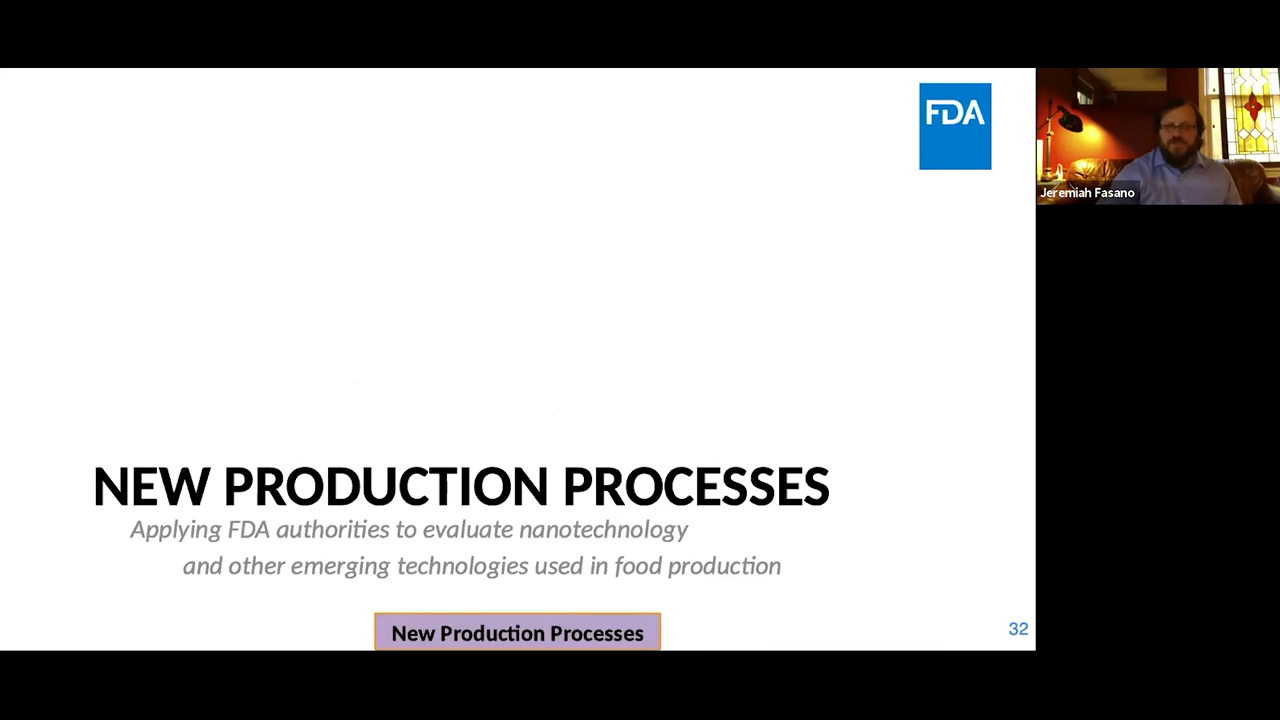 FDA
Jeremiah Fasano
NEW PRODUCTION PROCESSES
Applying FDA authorities to evaluate nanotechnology
and other emerging technologies used in food production
New Production Processes
32